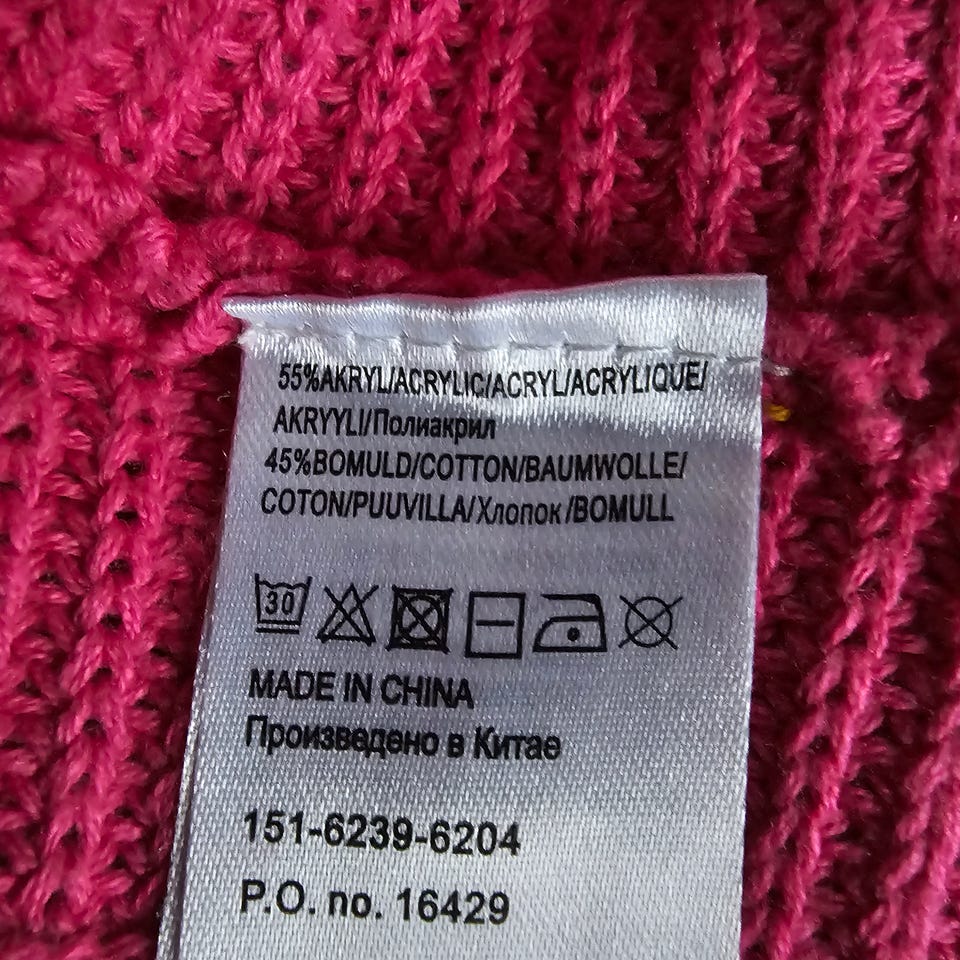 55%AKRYL/ACRYLIC/ACRYL/ACRYLIQUE/
AKRYYLI/Полиакрил
45%BOMULD/COTTON/BAUMWOLLE/
COTON/PUUVILLA/Хлопок/BOMULL
30
MADE IN CHINA
Произведено в Китае
151-6239-6204
P.O. no. 16429